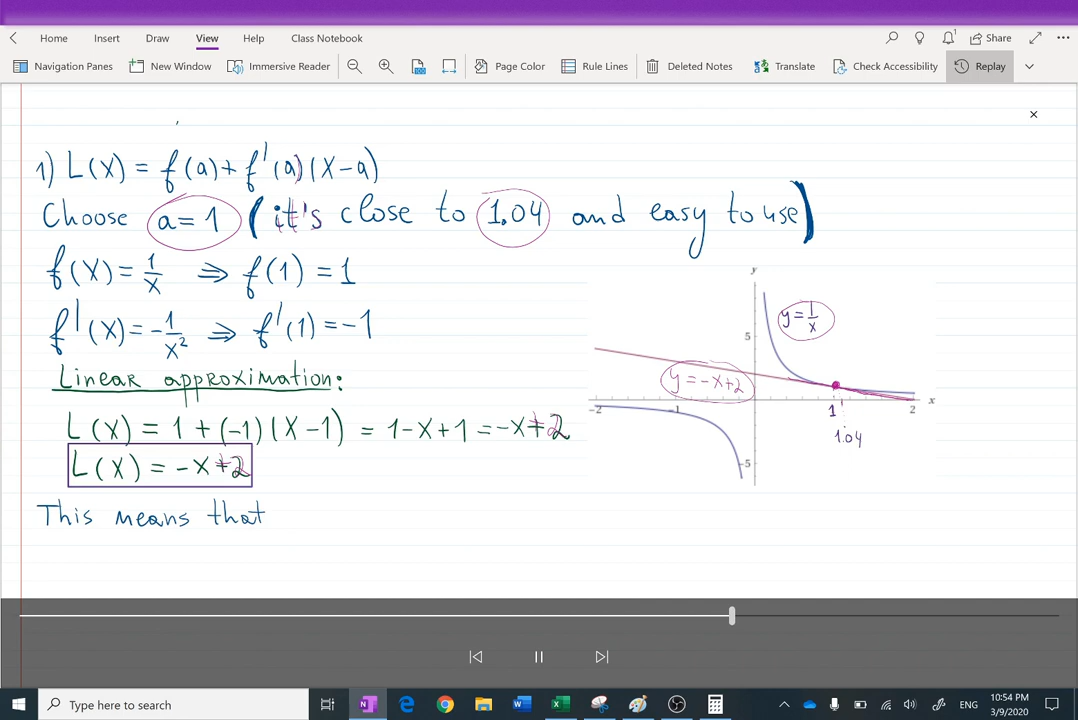 Home Insert Draw View Help Class Notebook Share
Navigation Panes New Window Immersive Reader Page Color Rule Lines Deleted Notes Translate Check Accessibility Replay
1) L(x) = f(a) + f'(a)(x-a)
Choose a=1 (it's close to 1.04 and easy to use)
f(x) = 1/x ⇒ f(1) = 1
f'(x) = -1/x² ⇒ f'(1) = -1
Linear approximation:
L(x) = 1 + (-1)(x-1) = 1-x+1 = -x+2
L(x) = -x+2
This means that
y
5
y = 1/x
y = -x+2
-2 -1 1 2 x
1.04
-5
Type here to search
ENG
10:54 PM
3/9/2020